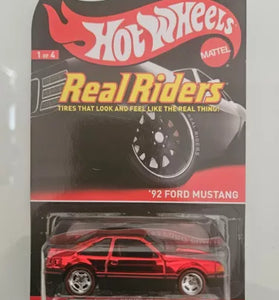 Hot Wheels
MATTEL
1 OF 4
Real Riders
TIRES THAT LOOK AND FEEL LIKE THE REAL THING!
'92 FORD MUSTANG